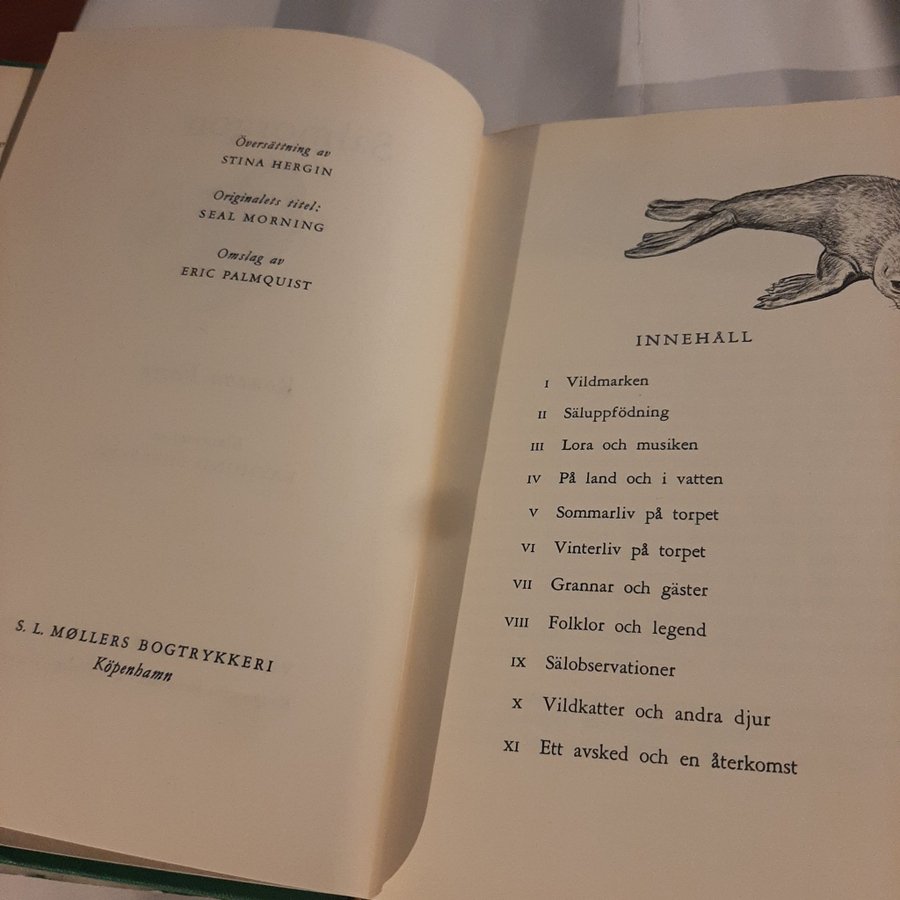 Översättning av
STINA HERGIN
Originalets titel:
SEAL MORNING
Omslag av
ERIC PALMQUIST
S. L. MØLLERS BOGTRYKKERI
Köpenhamn
INNEHÅLL
I Vildmarken
II Säluppfödning
III Lora och musiken
IV På land och i vatten
V Sommarliv på torpet
VI Vinterliv på torpet
VII Grannar och gäster
VIII Folklor och legend
IX Sälobservationer
X Vildkatter och andra djur
XI Ett avsked och en återkomst